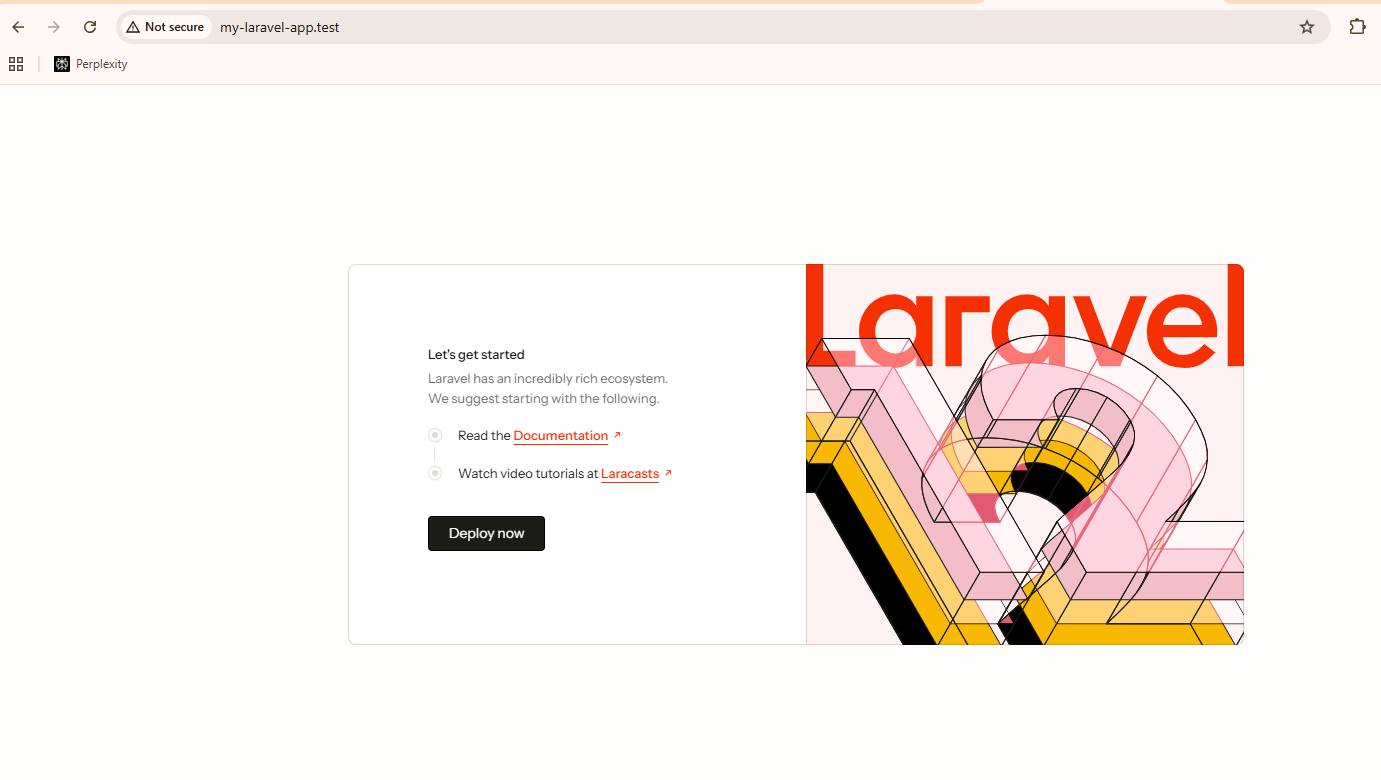 Not secure my-laravel-app.test
Perplexity
Laravel
Let's get started
Laravel has an incredibly rich ecosystem.
We suggest starting with the following.
Read the Documentation
Watch video tutorials at Laracasts
Deploy now